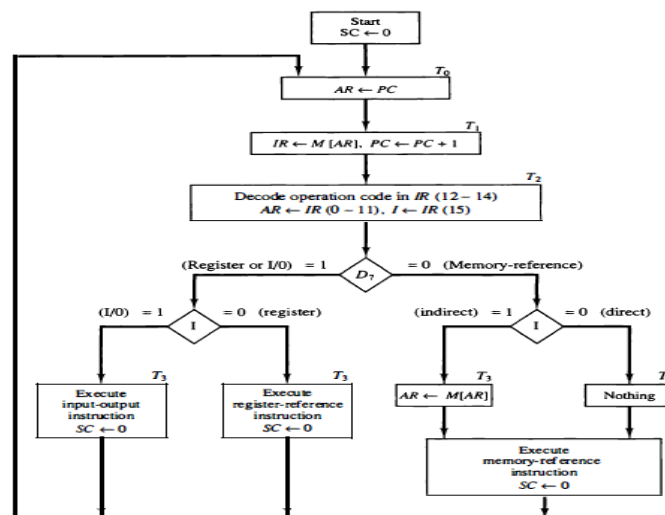 Start
SC ← 0
T0
AR ← PC
T1
IR ← M [AR], PC ← PC + 1
T2
Decode operation code in IR (12 – 14)
AR ← IR (0 – 11), I ← IR (15)
(Register or I/0) = 1
D7
= 0 (Memory-reference)
(I/0) = 1
I
= 0 (register)
(indirect) = 1
I
= 0 (direct)
T3
Execute
input-output
instruction
SC ← 0
T3
Execute
register-reference
instruction
SC ← 0
T3
AR ← M[AR]
T
Nothing
Execute
memory-reference
instruction
SC ← 0